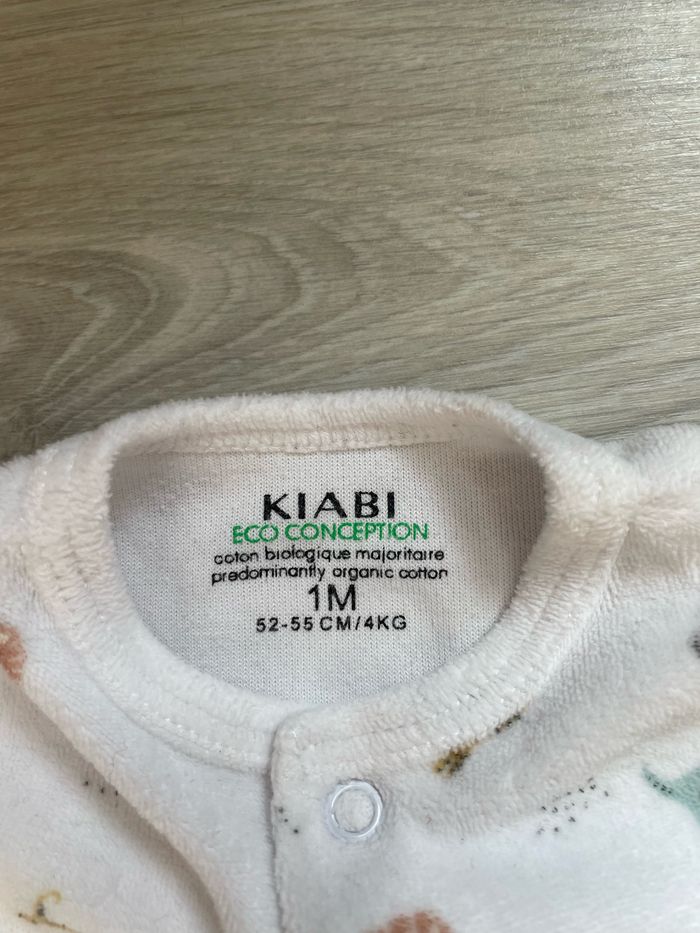 KIABI
ECO CONCEPTION
coton biologique majoritaire
predominantly organic cotton
1M
52-55 CM/4KG